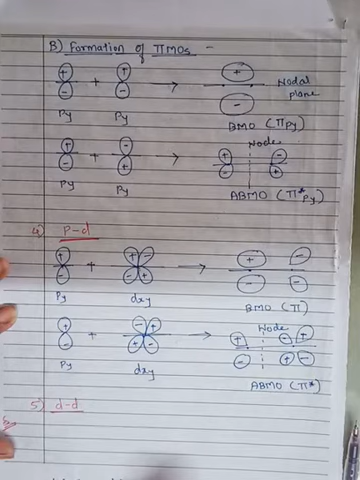 B) Formation of ΠMOs -
+ + + → +
- - -
Nodal plane
Py Py
BMO (ΠPy)
Node
+ + - → + -
- + - +
Py Py
ABMO (Π*Py)
4) P-d
+ + + - → + -
- - + - -
Py dxy
BMO (Π)
Node
+ + - + → + - +
- + - - + -
Py dxy
ABMO (Π*)
5) d-d